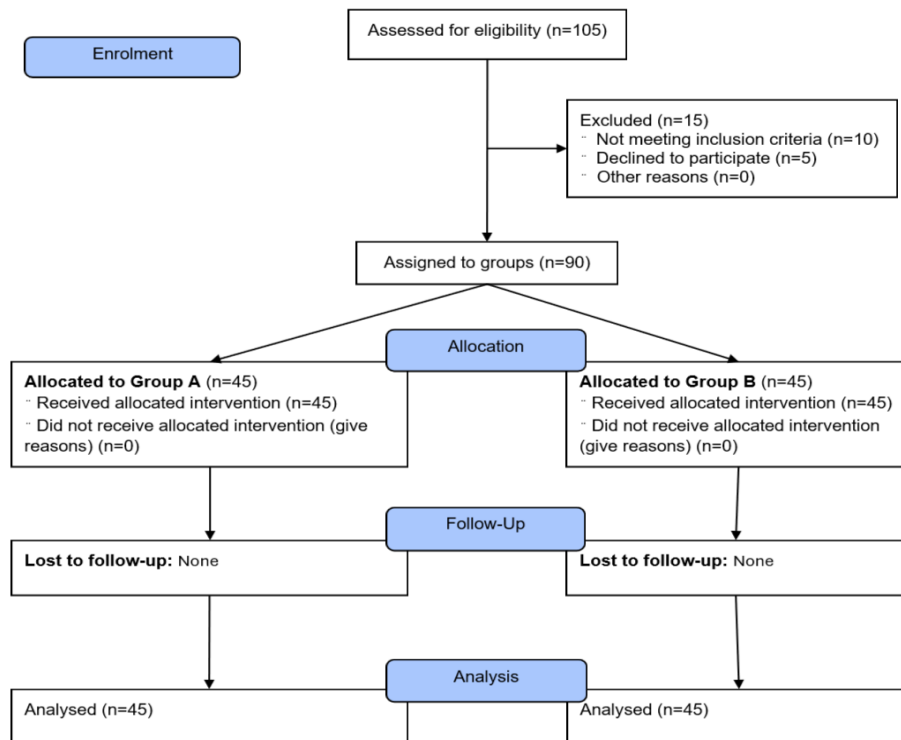 Assessed for eligibility (n=105)
Enrolment
Excluded (n=15)
¨ Not meeting inclusion criteria (n=10)
¨ Declined to participate (n=5)
¨ Other reasons (n=0)
Assigned to groups (n=90)
Allocation
Allocated to Group A (n=45)
¨ Received allocated intervention (n=45)
¨ Did not receive allocated intervention (give
reasons) (n=0)
Allocated to Group B (n=45)
¨ Received allocated intervention (n=45)
¨ Did not receive allocated intervention
(give reasons) (n=0)
Follow-Up
Lost to follow-up: None
Lost to follow-up: None
Analysis
Analysed (n=45)
Analysed (n=45)